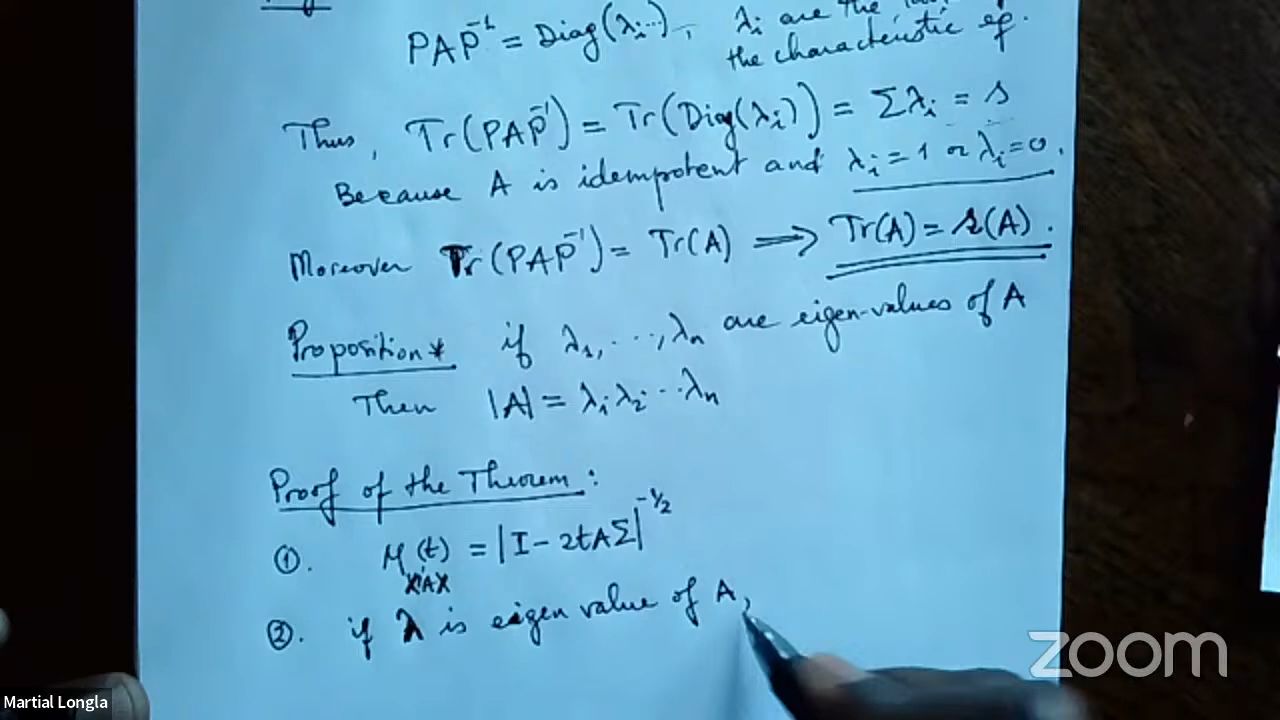 PAP⁻¹ = Diag(λᵢ..), λᵢ are the
the characteristic eq.
Thus, Tr(PAP⁻¹) = Tr(Diag(λᵢ)) = Σλᵢ = r
Because A is idempotent and λᵢ = 1 or λᵢ = 0.
Moreover Tr(PAP⁻¹) = Tr(A) ⟹ Tr(A) = r(A).
Proposition* if λ₁, ..., λₙ are eigen-values of A
Then |A| = λ₁ λ₂ ... λₙ
Proof of the Theorem:
①. M_{X'AX}(t) = |I - 2tAΣ|^{-1/2}
②. if λ is eigen value of A,
zoom
Martial Longla